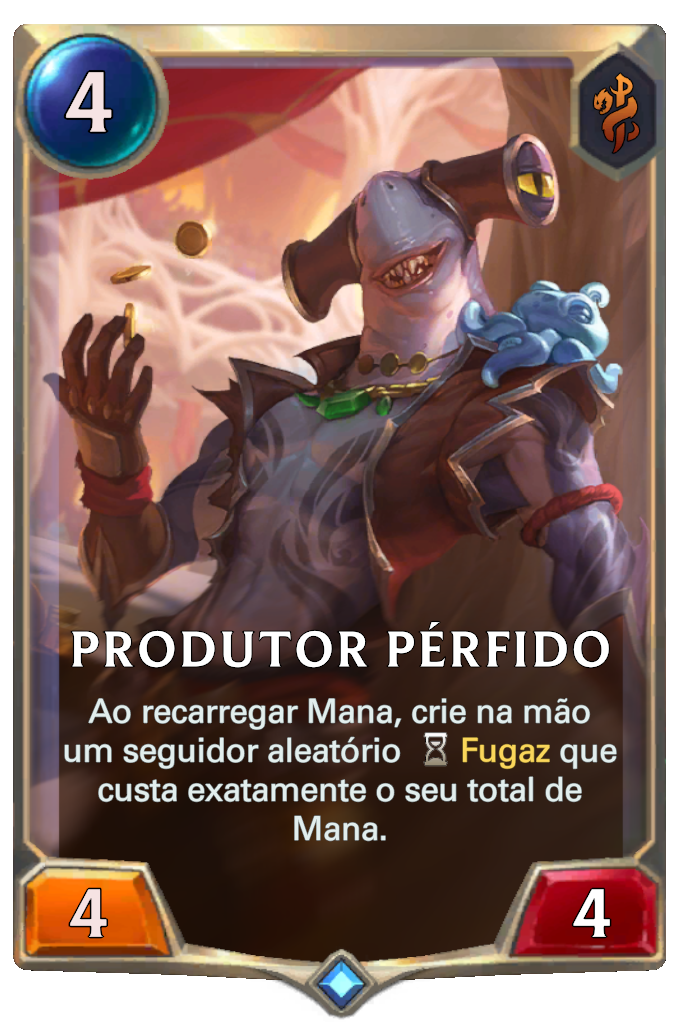 4
PRODUTOR PÉRFIDO
Ao recarregar Mana, crie na mão
um seguidor aleatório Fugaz que
custa exatamente o seu total de
Mana.
4
4